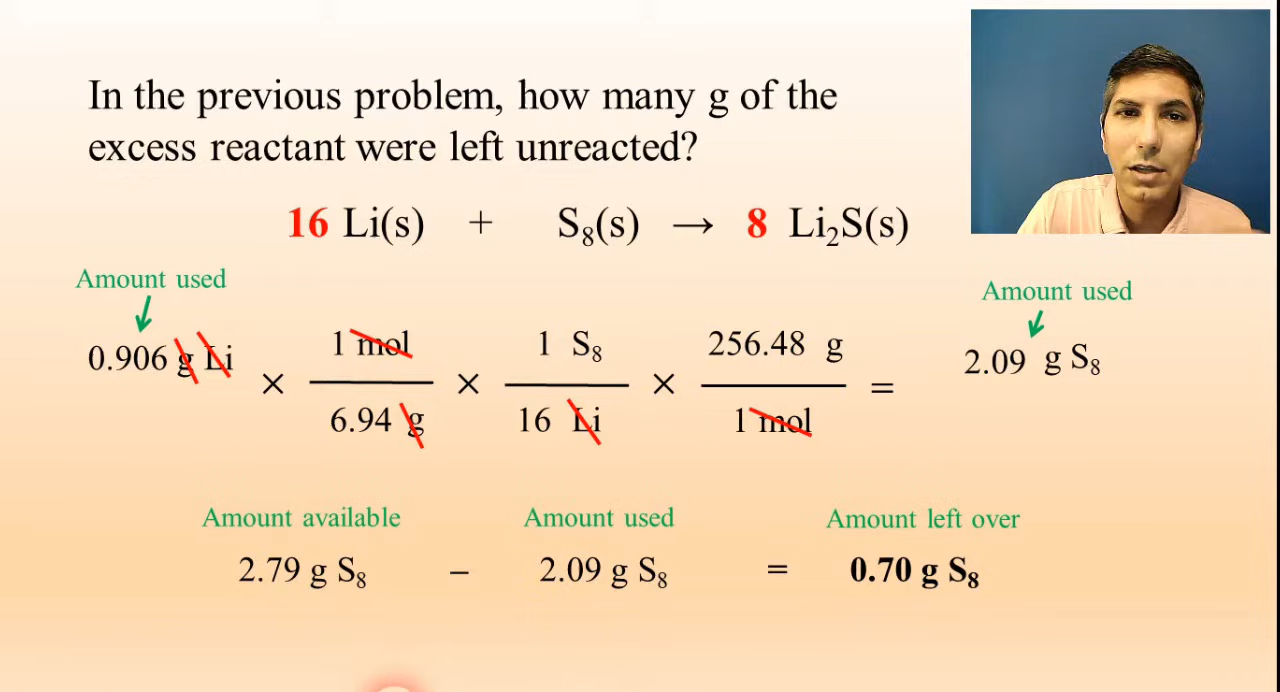 In the previous problem, how many g of the
excess reactant were left unreacted?
16 Li(s) + S₈(s) → 8 Li₂S(s)
Amount used
Amount used
0.906 g Li × 1 mol / 6.94 g × 1 S₈ / 16 Li × 256.48 g / 1 mol = 2.09 g S₈
Amount available Amount used Amount left over
2.79 g S₈ – 2.09 g S₈ = 0.70 g S₈